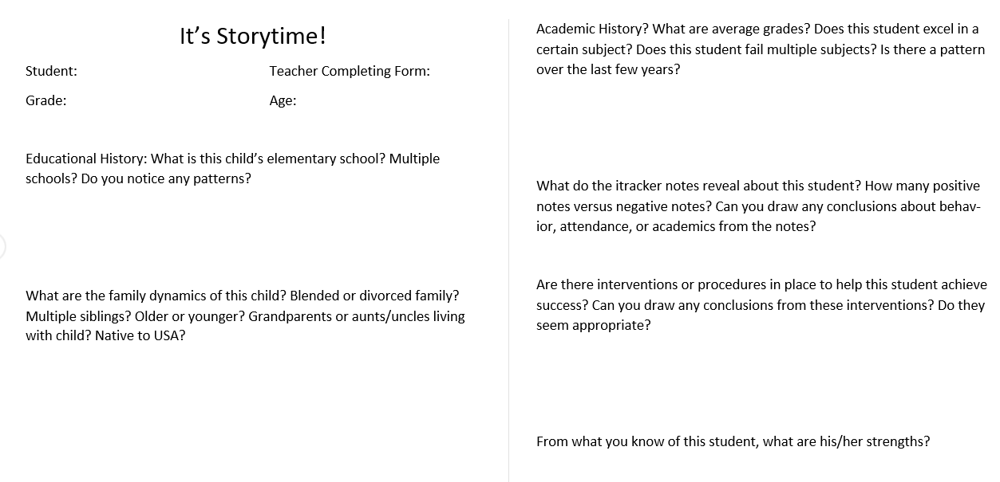 It’s Storytime!
Student:
Teacher Completing Form:
Grade:
Age:
Educational History: What is this child’s elementary school? Multiple
schools? Do you notice any patterns?
What are the family dynamics of this child? Blended or divorced family?
Multiple siblings? Older or younger? Grandparents or aunts/uncles living
with child? Native to USA?
Academic History? What are average grades? Does this student excel in a
certain subject? Does this student fail multiple subjects? Is there a pattern
over the last few years?
What do the itracker notes reveal about this student? How many positive
notes versus negative notes? Can you draw any conclusions about behav-
ior, attendance, or academics from the notes?
Are there interventions or procedures in place to help this student achieve
success? Can you draw any conclusions from these interventions? Do they
seem appropriate?
From what you know of this student, what are his/her strengths?